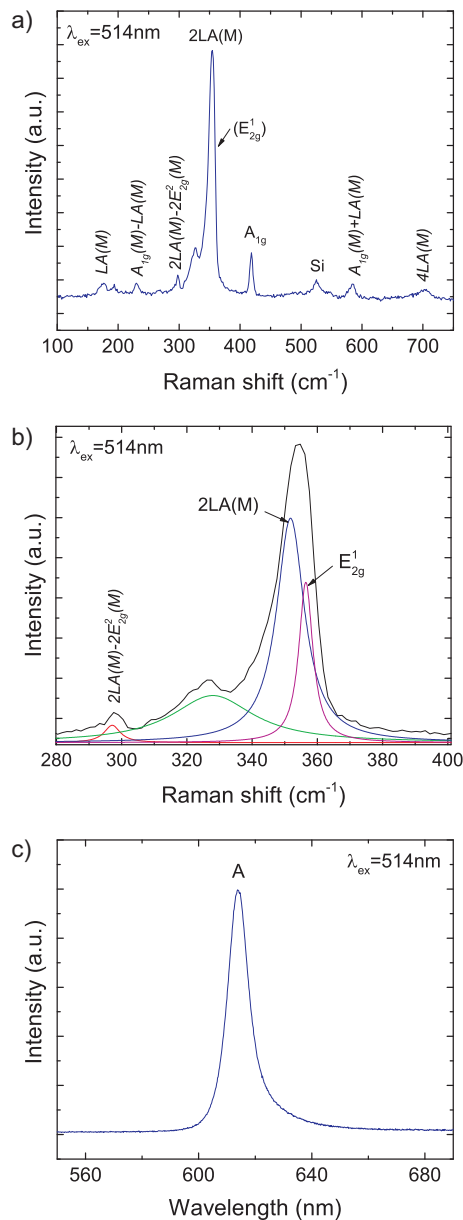 a)
λex=514nm
2LA(M)
(E¹2g)
LA(M)
A1g(M)-LA(M)
2LA(M)-2E²2g(M)
A1g
Si
A1g(M)+LA(M)
4LA(M)
Intensity (a.u.)
100 200 300 400 500 600 700
Raman shift (cm⁻¹)
b)
λex=514nm
2LA(M)
E¹2g
2LA(M)-2E²2g(M)
Intensity (a.u.)
280 300 320 340 360 380 400
Raman shift (cm⁻¹)
c)
A
λex=514nm
Intensity (a.u.)
560 600 640 680
Wavelength (nm)